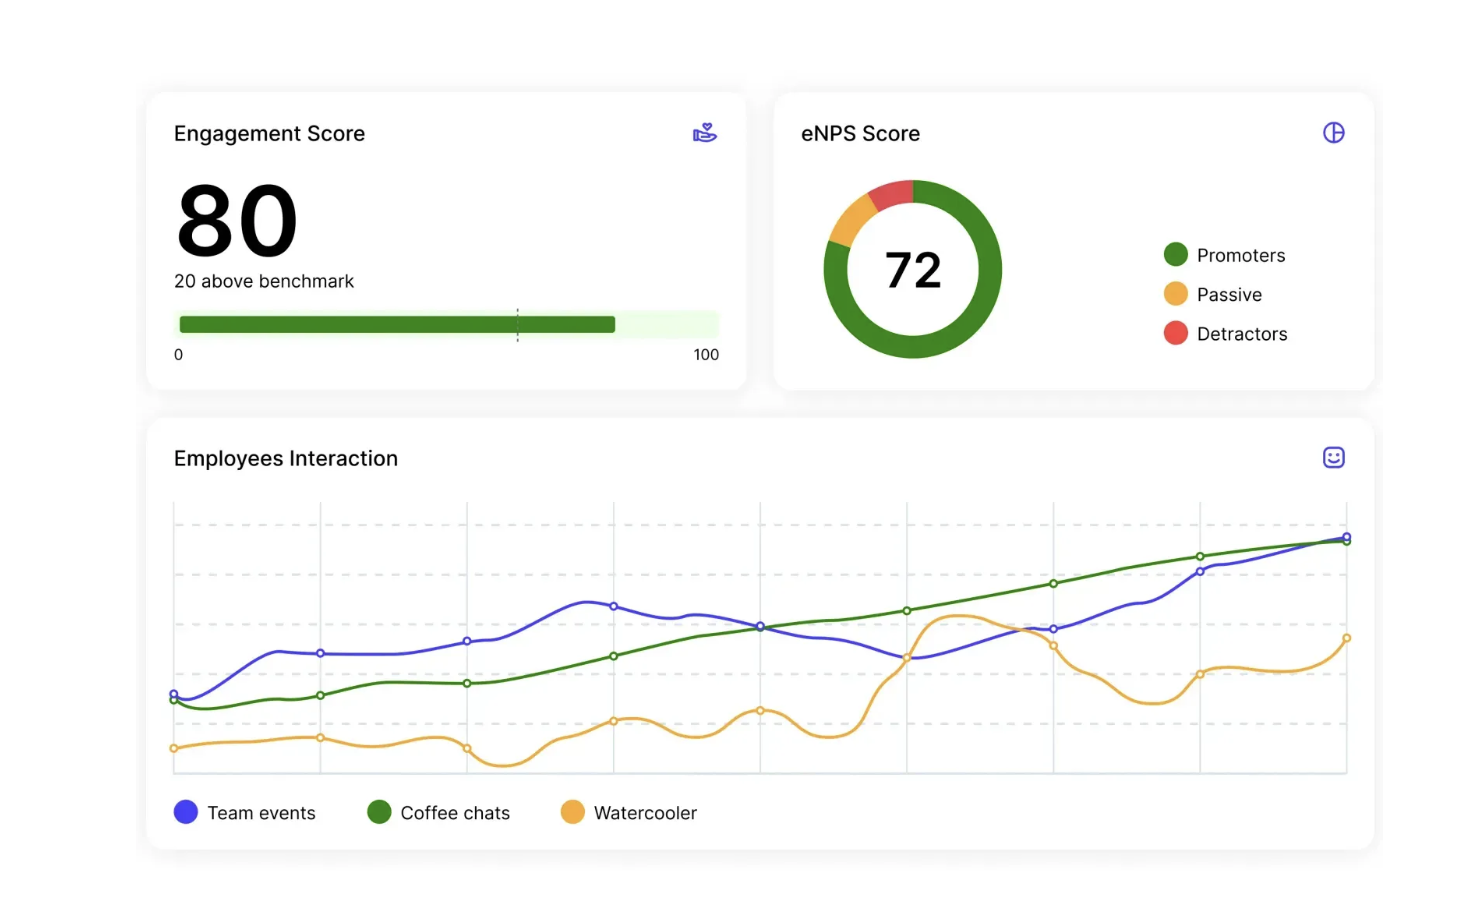 Engagement Score
80
20 above benchmark
0
100
eNPS Score
72
Promoters
Passive
Detractors
Employees Interaction
Team events
Coffee chats
Watercooler